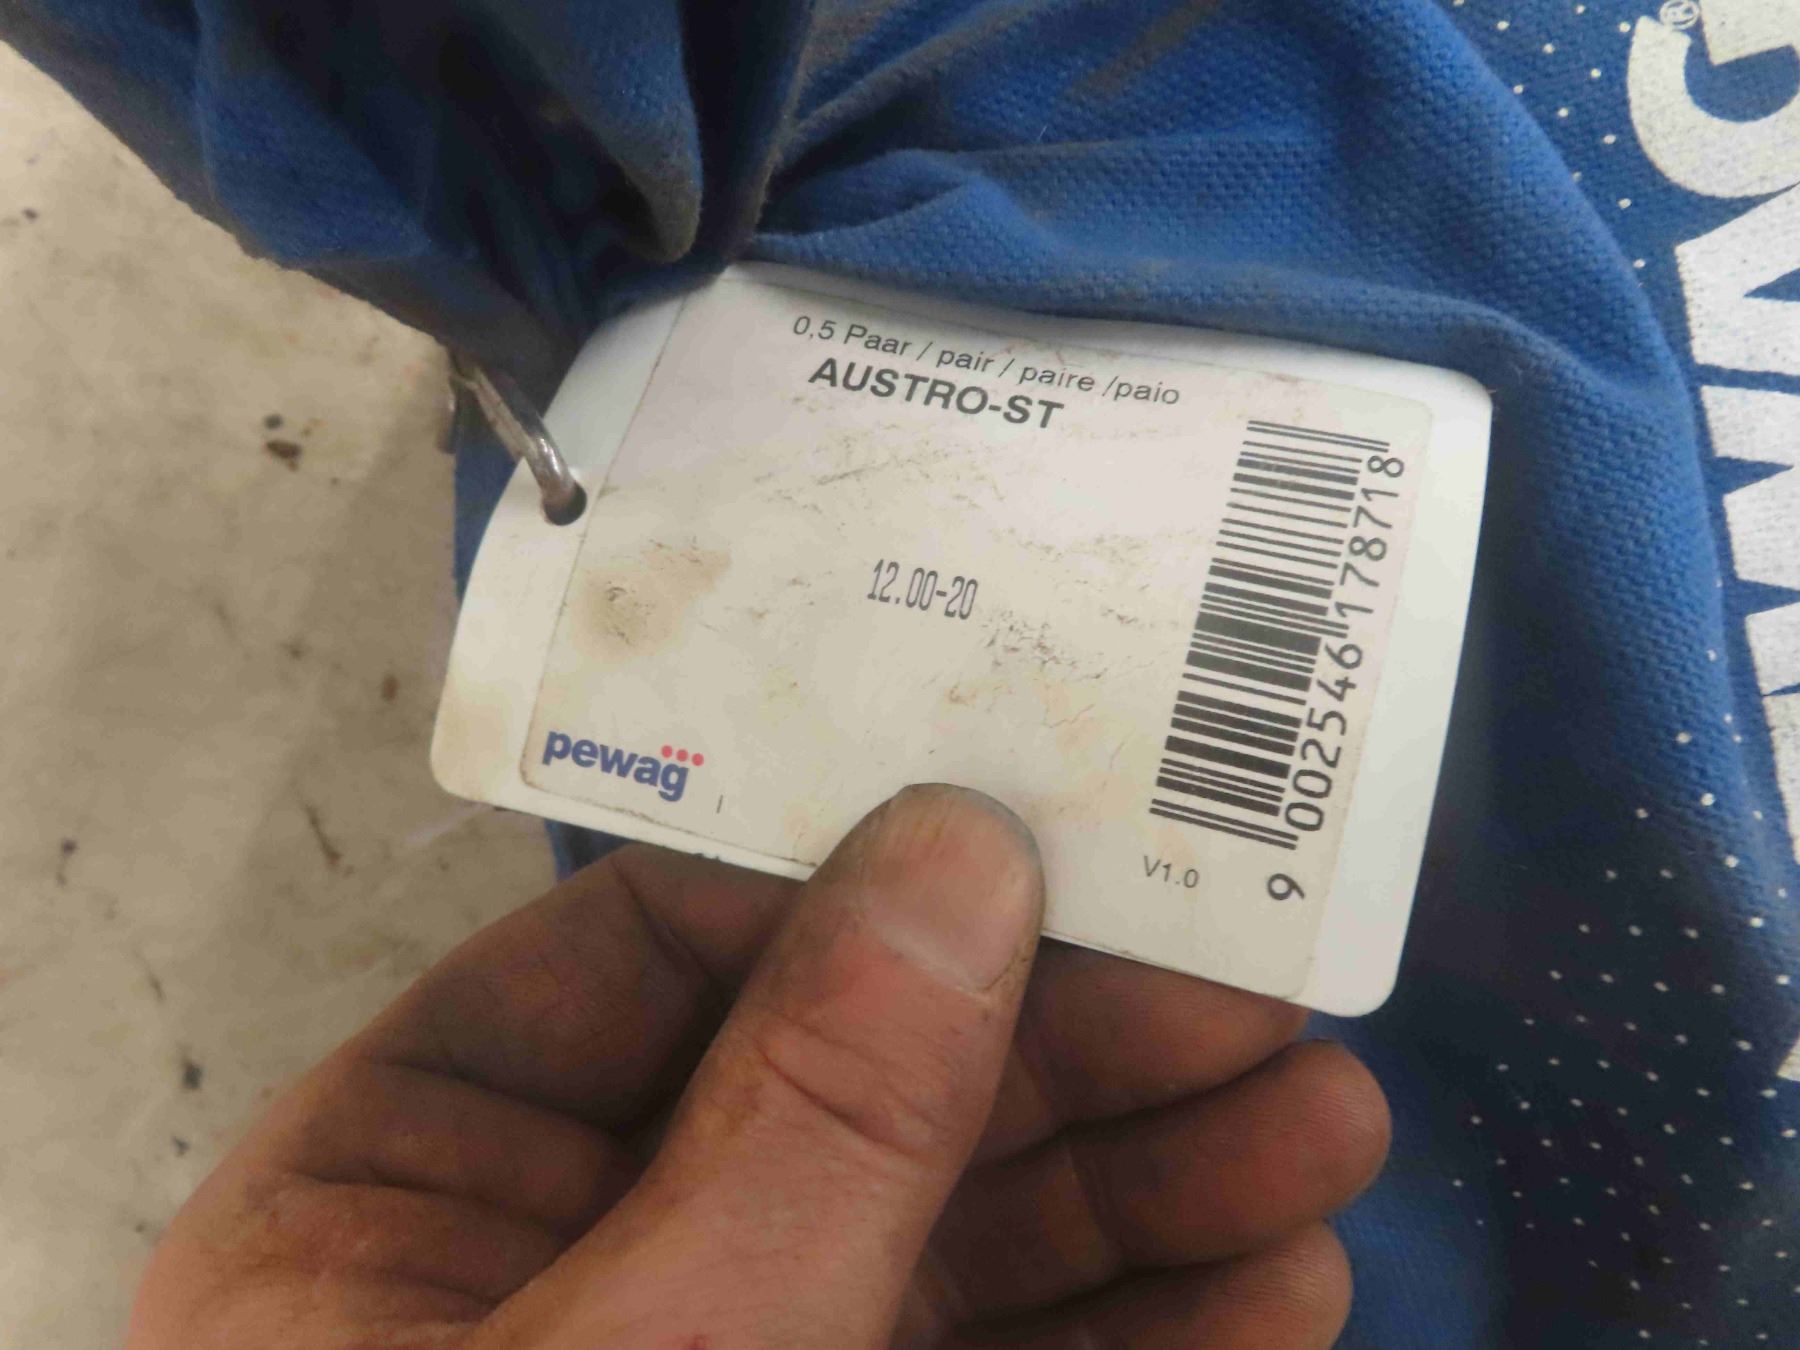 0,5 Paar / pair / paire /paio
AUSTRO-ST
12.00-20
pewag
V1.0
9 002546 178718